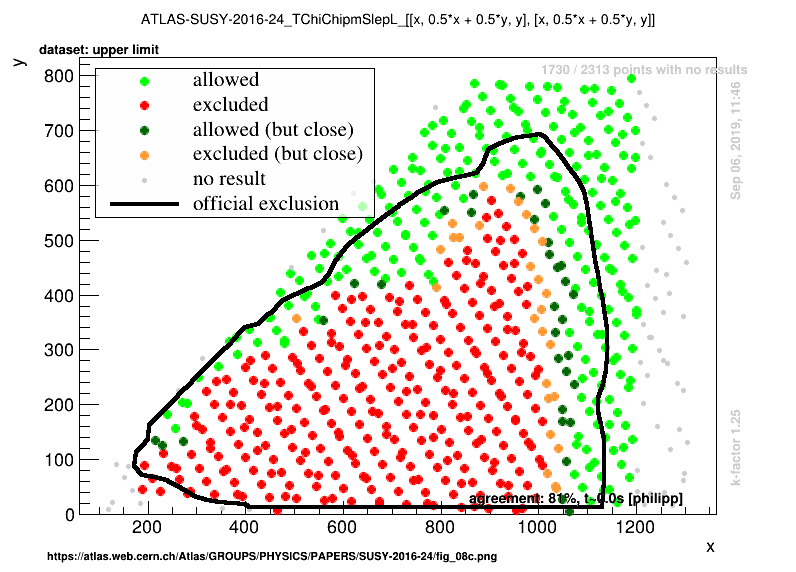 ATLAS-SUSY-2016-24_TChiChipmSlepL_[[x, 0.5*x + 0.5*y, y], [x, 0.5*x + 0.5*y, y]]
dataset: upper limit
y
1730 / 2313 points with no results
allowed
excluded
allowed (but close)
excluded (but close)
no result
official exclusion
800
700
600
500
400
300
200
100
0
Sep 06, 2019, 11:46
k-factor 1.25
agreement: 81%, t~0.0s [philipp]
200
400
600
800
1000
1200
x
https://atlas.web.cern.ch/Atlas/GROUPS/PHYSICS/PAPERS/SUSY-2016-24/fig_08c.png